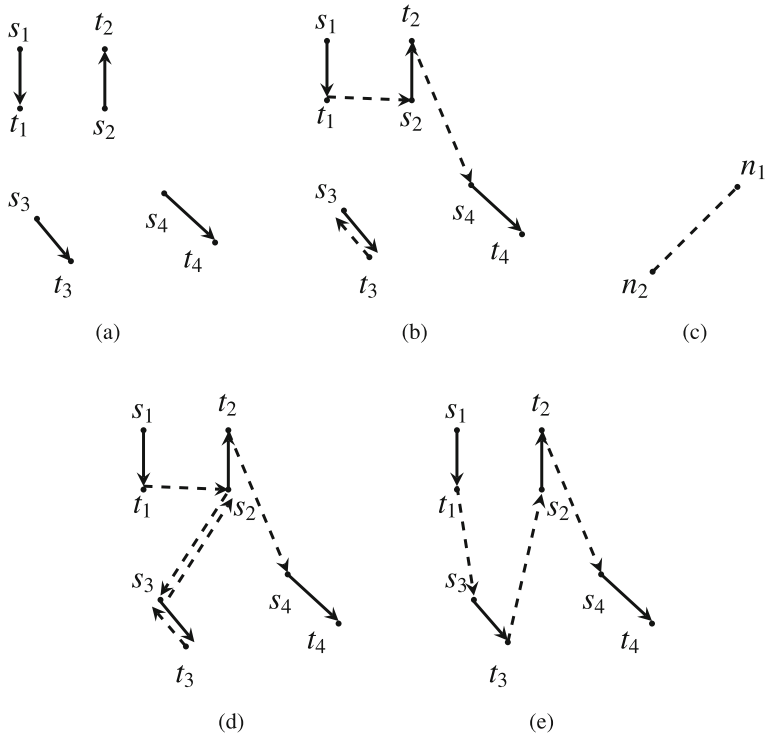 s1 t2
t1 s2
s3 s4
t3 t4
(a)
s1 t2
t1 s2
s3 s4
t3 t4
(b)
n1
n2
(c)
s1 t2
t1 s2
s3 s4
t3 t4
(d)
s1 t2
t1 s2
s3 s4
t3 t4
(e)